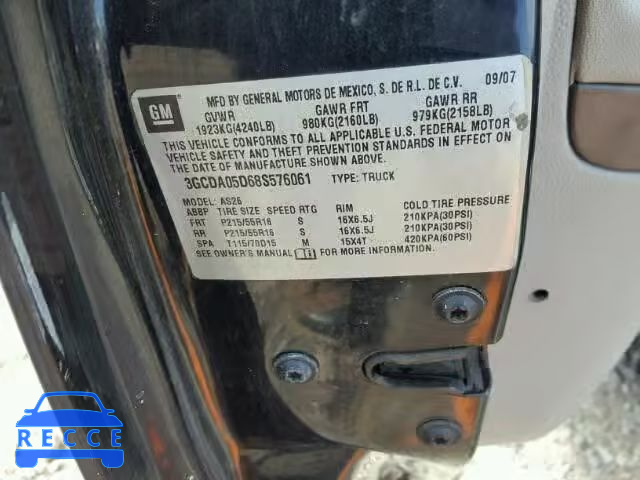 GM
MFD BY GENERAL MOTORS DE MEXICO, S. DE R.L. DE C.V. 09/07
GVWR GAWR FRT GAWR RR
1923KG(4240LB) 980KG(2160LB) 979KG(2158LB)
THIS VEHICLE CONFORMS TO ALL APPLICABLE U.S. FEDERAL MOTOR
VEHICLE SAFETY AND THEFT PREVENTION STANDARDS IN EFFECT ON
THE DATE OF MANUFACTURE SHOWN ABOVE.
3GCDA05D68S576061 TYPE: TRUCK
MODEL: AS26
ABBP TIRE SIZE SPEED RTG RIM COLD TIRE PRESSURE
FRT P215/55R16 S 16X6.5J 210KPA(30PSI)
RR P215/55R16 S 16X6.5J 210KPA(30PSI)
SPA T115/70D15 M 15X4T 420KPA(60PSI)
SEE OWNER'S MANUAL FOR MORE INFORMATION.
RECCE